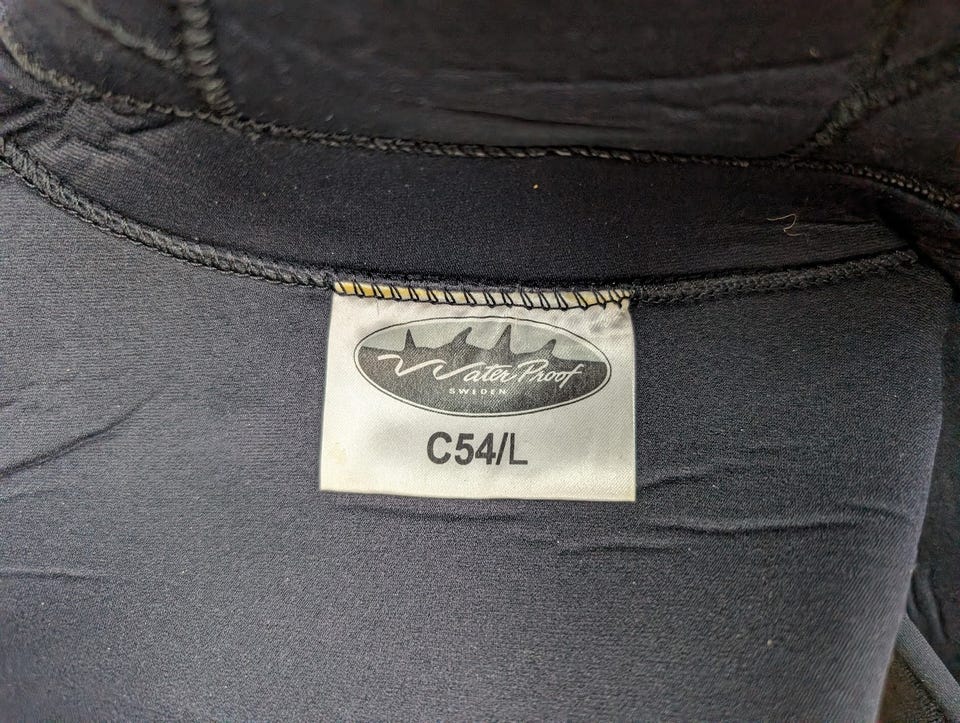 WaterProof
SWEDEN
C54/L